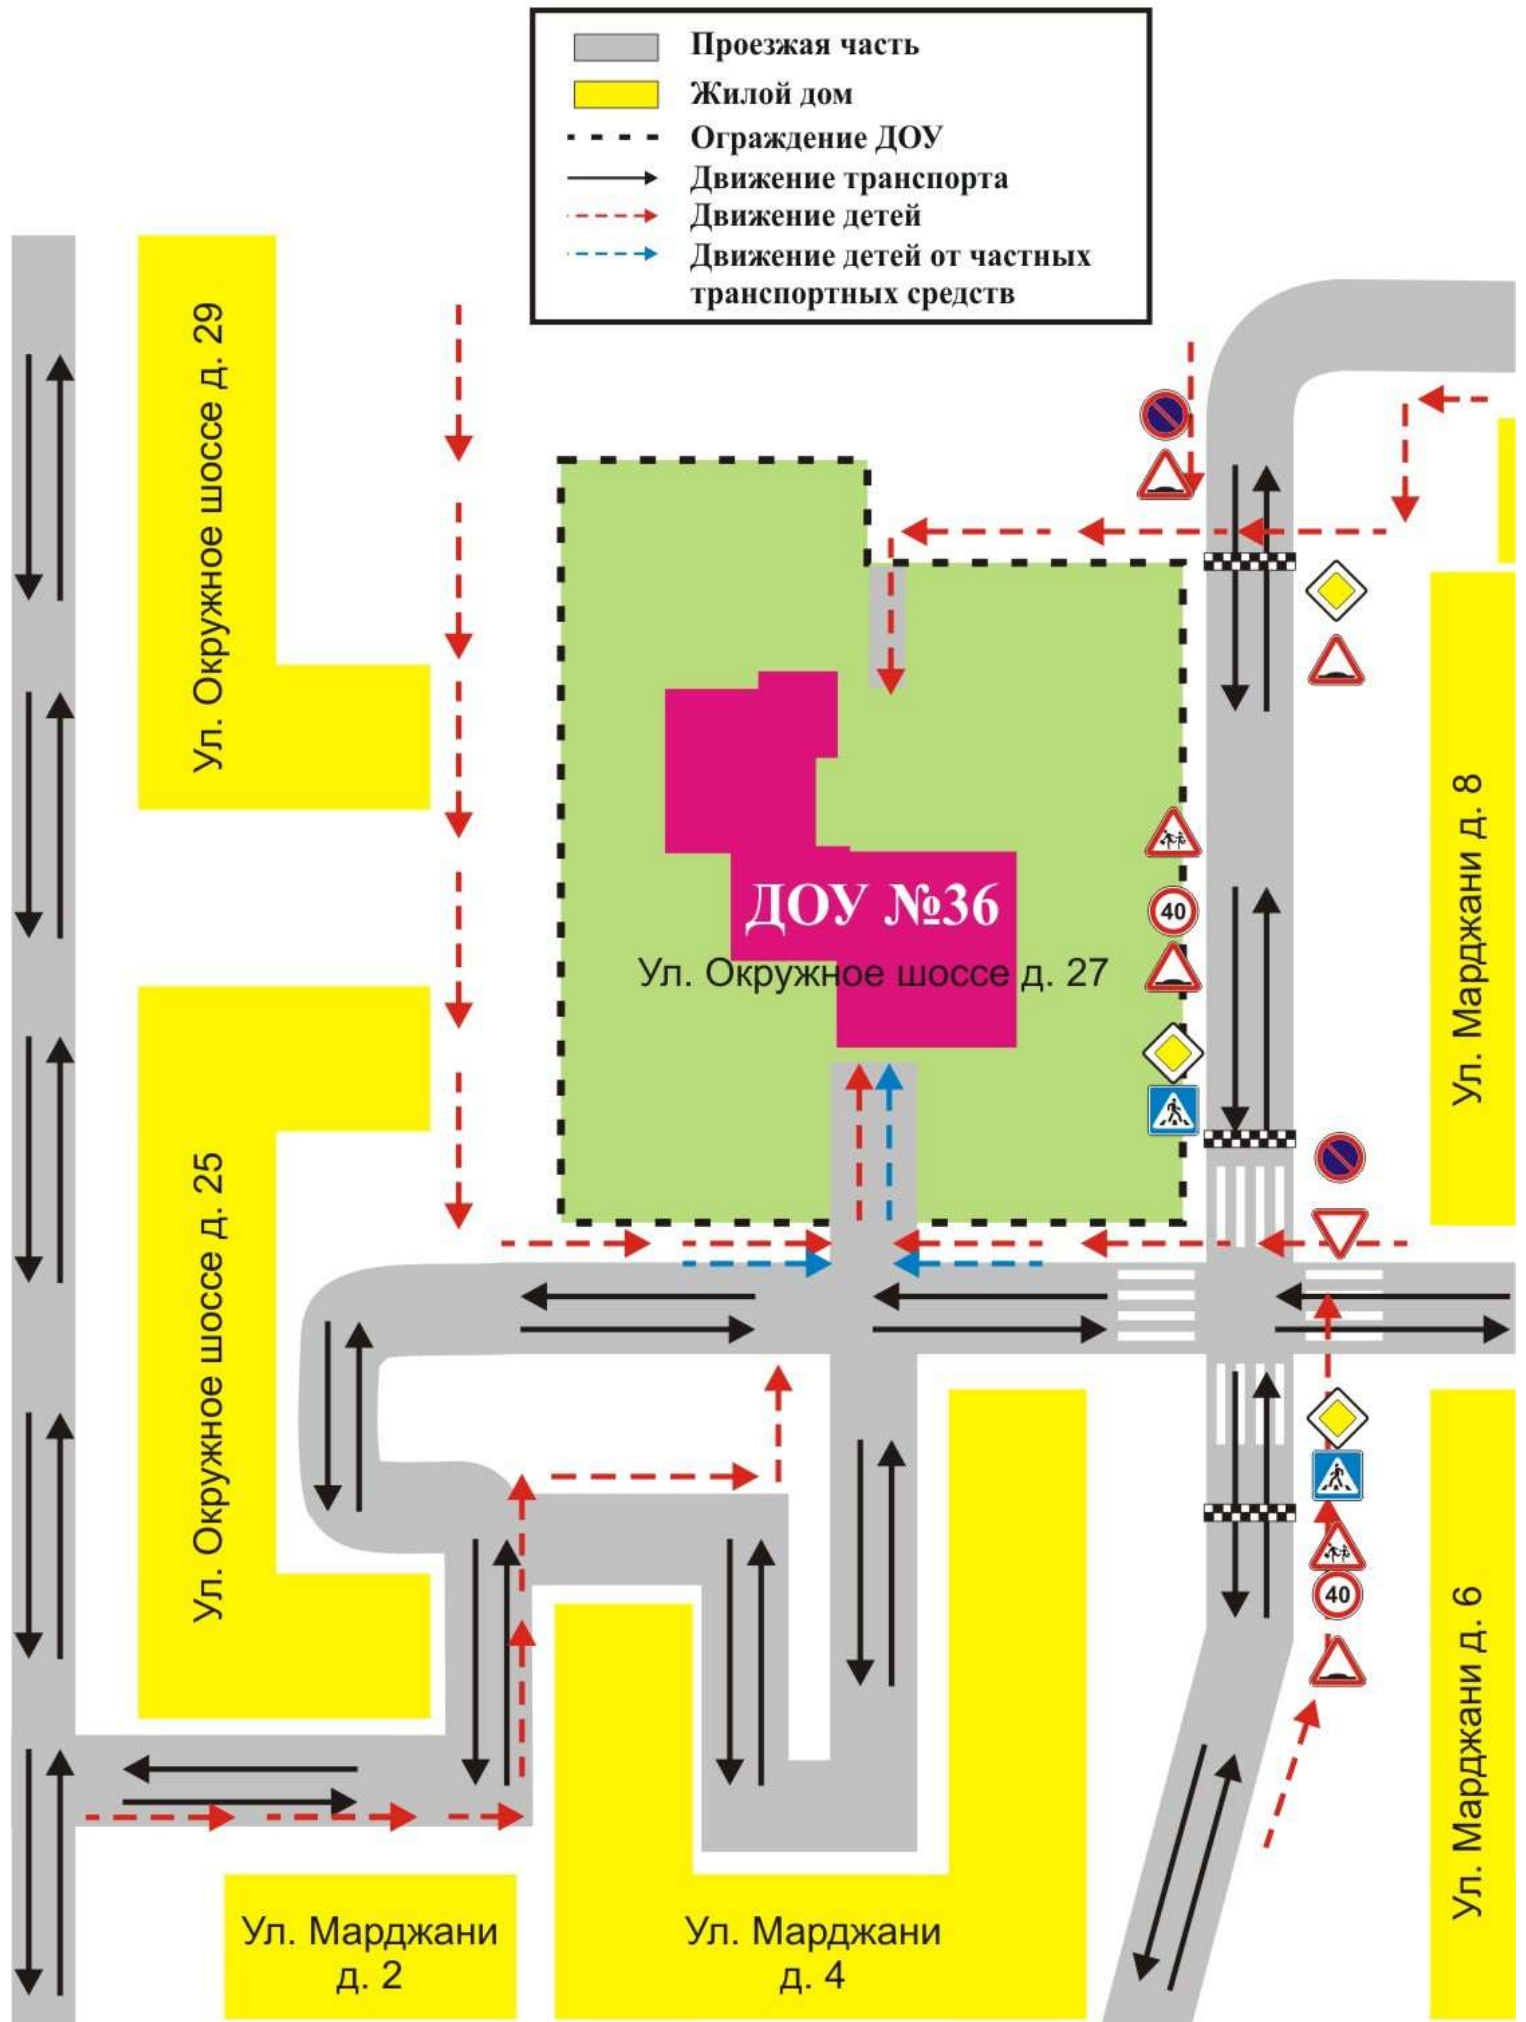 Проезжая часть
Жилой дом
Ограждение ДОУ
Движение транспорта
Движение детей
Движение детей от частных
транспортных средств
Ул. Окружное шоссе д. 29
ДОУ №36
Ул. Окружное шоссе д. 27
40
Ул. Марджани д. 8
Ул. Окружное шоссе д. 25
40
Ул. Марджани д. 6
Ул. Марджани
д. 2
Ул. Марджани
д. 4